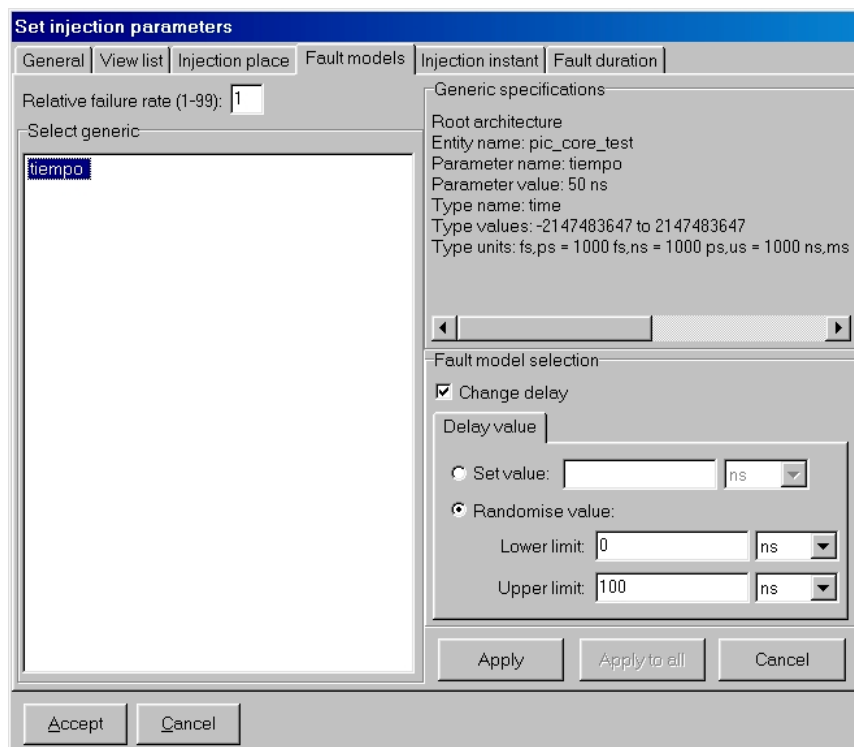 Set injection parameters
General View list Injection place Fault models Injection instant Fault duration
Relative failure rate (1-99): 1
Select generic
tiempo
Generic specifications
Root architecture
Entity name: pic_core_test
Parameter name: tiempo
Parameter value: 50 ns
Type name: time
Type values: -2147483647 to 2147483647
Type units: fs,ps = 1000 fs,ns = 1000 ps,us = 1000 ns,ms
Fault model selection
Change delay
Delay value
Set value: ns
Randomise value:
Lower limit: 0 ns
Upper limit: 100 ns
Apply Apply to all Cancel
Accept Cancel